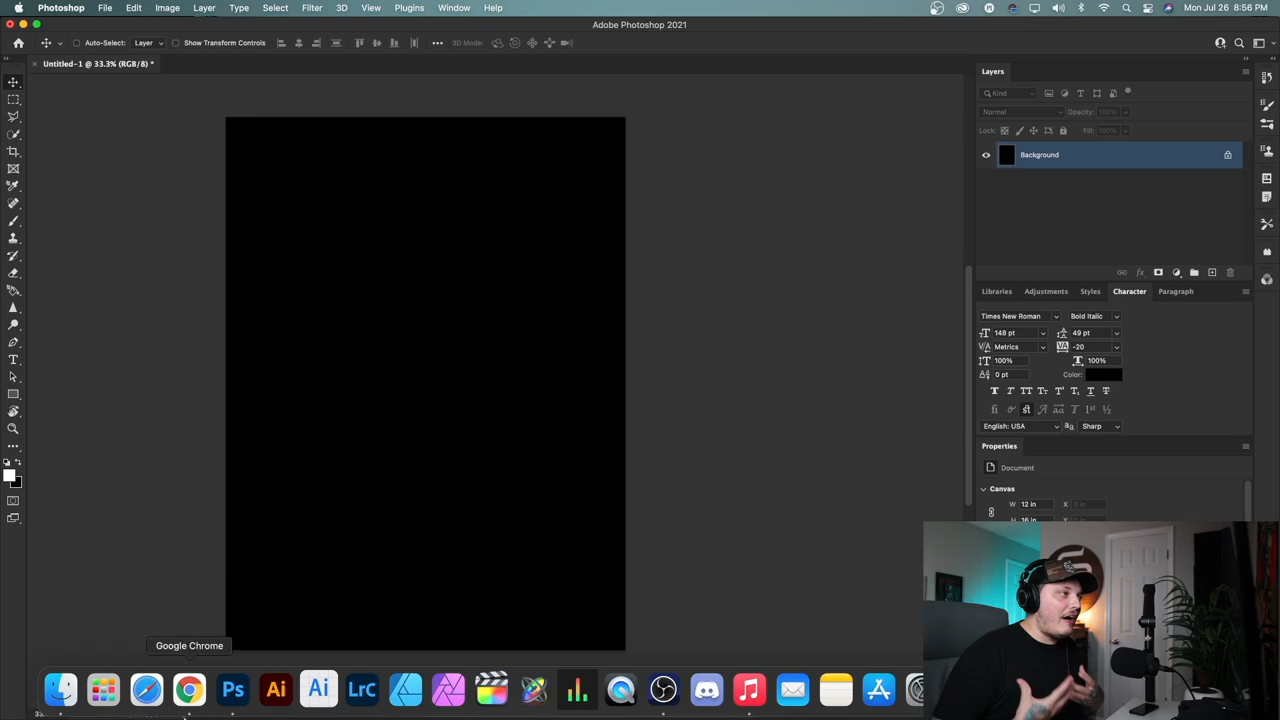 Photoshop File Edit Image Layer Type Select Filter 3D View Plugins Window Help Mon Jul 26 8:56 PM
Adobe Photoshop 2021
Auto-Select: Layer Show Transform Controls 3D Mode:
Untitled-1 @ 33.3% (RGB/8) *
Layers
Kind
Normal Opacity: 100%
Lock: Fill: 100%
Background
Libraries Adjustments Styles Character Paragraph
Times New Roman Bold Italic
148 pt 49 pt
Metrics -20
100% 100%
0 pt Color:
English: USA Sharp
Properties
Document
Canvas
W 12 in X
H 16 in Y
Google Chrome
Ps Ai Ai LrC